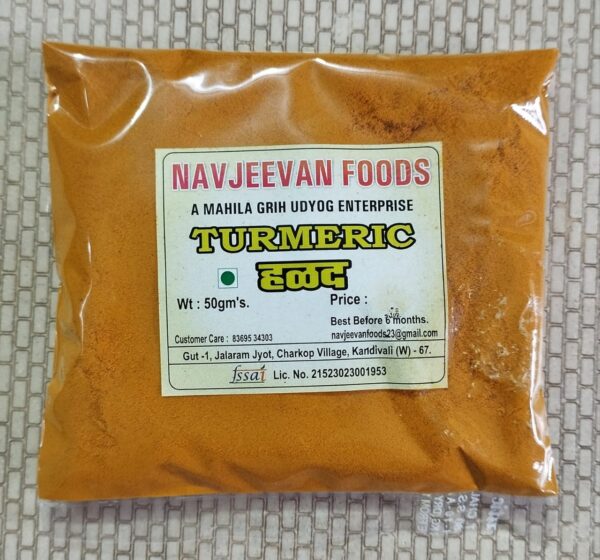 NAVJEEVAN FOODS
A MAHILA GRIH UDYOG ENTERPRISE
TURMERIC
हळद
Wt : 50gm's.
Price :
Best Before 6 months.
Customer Care : 83695 34303
navjeevanfoods23@gmail.com
Gut -1, Jalaram Jyot, Charkop Village, Kandivali (W) - 67.
fssai Lic. No. 21523023001953